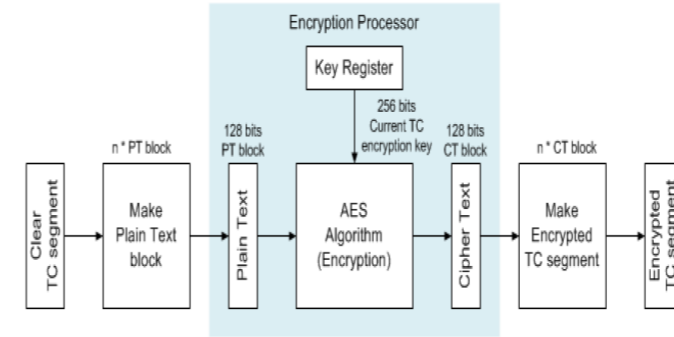 Encryption Processor
Key Register
256 bits
Current TC
encryption key
128 bits
PT block
128 bits
CT block
n * PT block
n * CT block
Clear
TC segment
Make
Plain Text
block
Plain Text
AES
Algorithm
(Encryption)
Cipher Text
Make
Encrypted
TC segment
Encrypted
TC segment